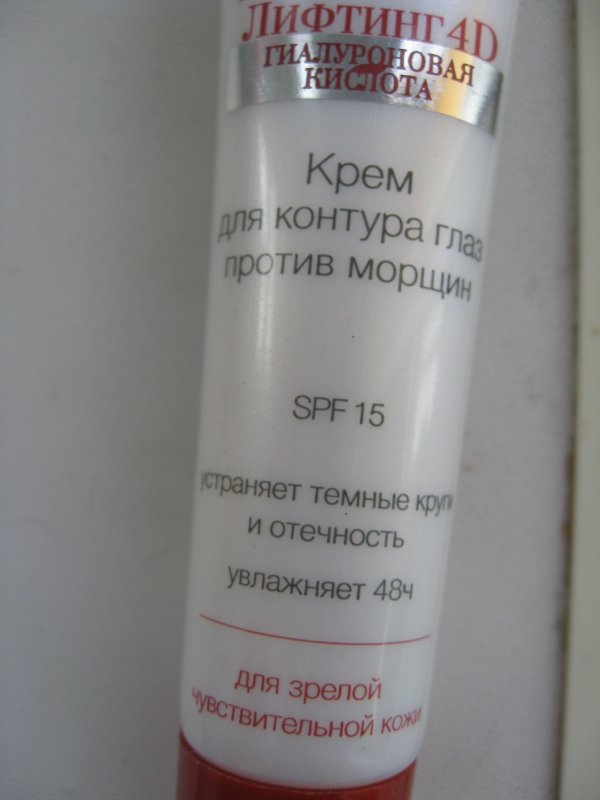 ЛИФТИНГ 4D
ГИАЛУРОНОВАЯ
КИСЛОТА
Крем
для контура глаз
против морщин
SPF 15
устраняет темные круги
и отечность
увлажняет 48ч
для зрелой
чувствительной кожи